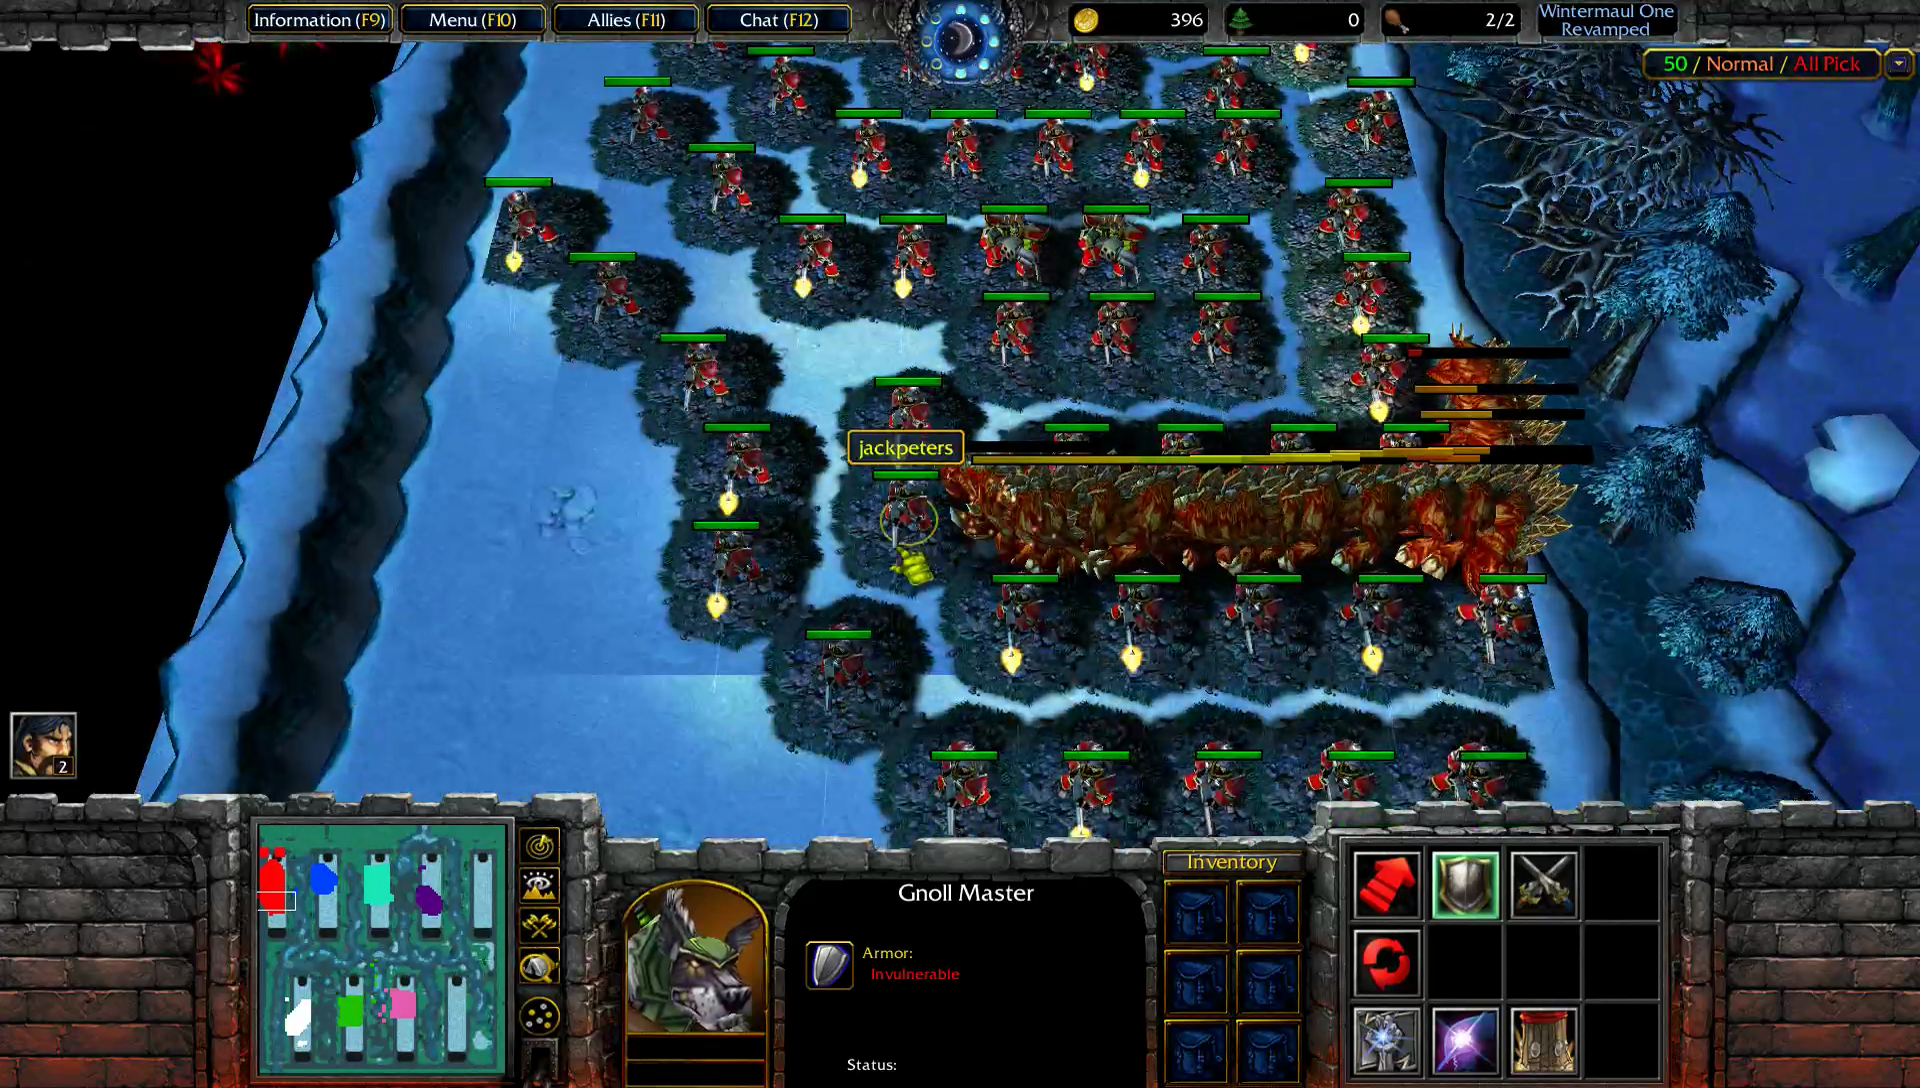 Information (F9)
Menu (F10)
Allies (F11)
Chat (F12)
396
0
2/2
Wintermaul One
Revamped
50 / Normal / All Pick
jackpeters
2
Gnoll Master
Armor:
Invulnerable
Status:
Inventory